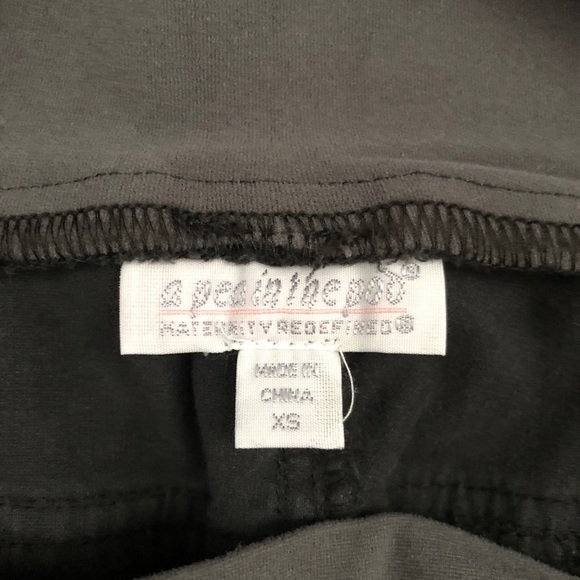 a pea in the pod®
MATERNITY REDEFINED®
MADE IN
CHINA
XS